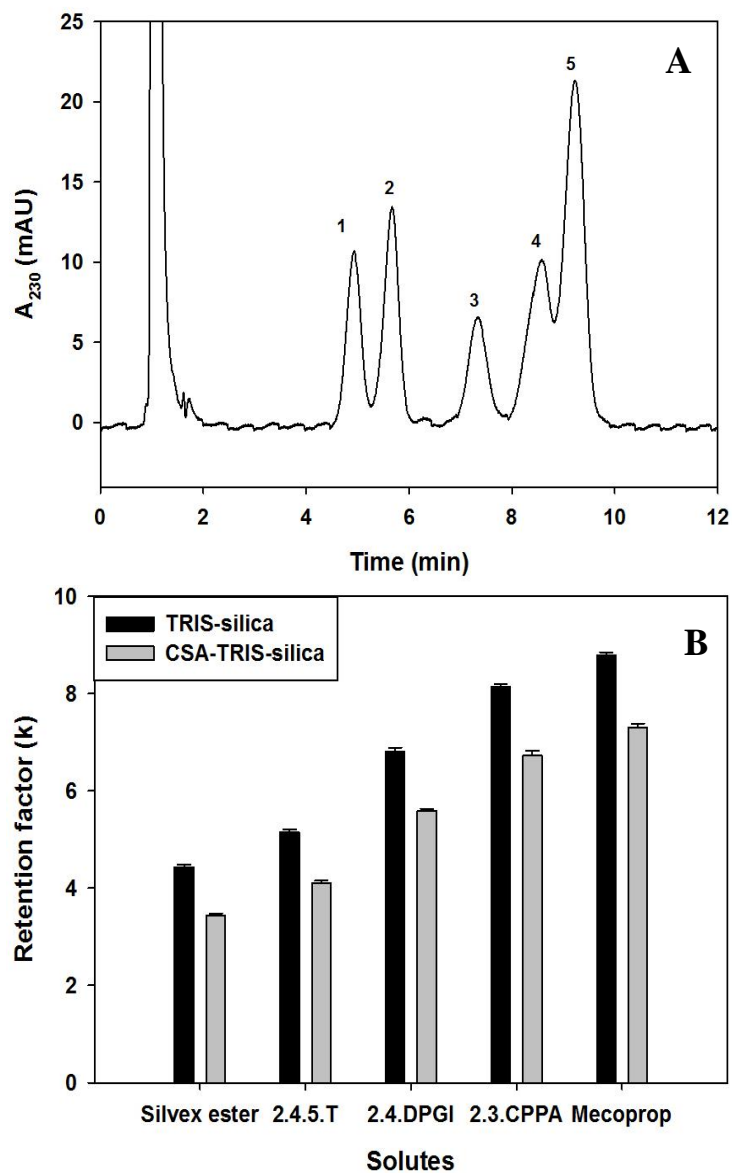 A
25
20
15
10
5
0
A230 (mAU)
1
2
3
4
5
0 2 4 6 8 10 12
Time (min)
B
TRIS-silica
CSA-TRIS-silica
10
8
6
4
2
0
Retention factor (k)
Silvex ester 2.4.5.T 2.4.DPGI 2.3.CPPA Mecoprop
Solutes